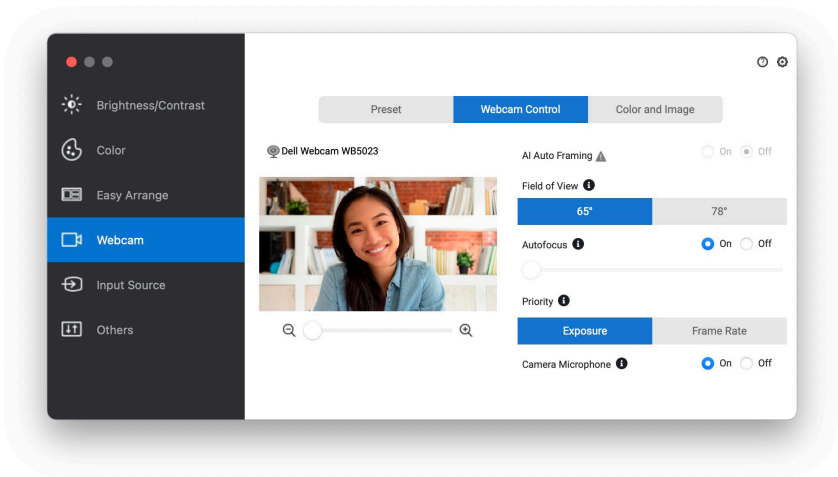 Brightness/Contrast
Color
Easy Arrange
Webcam
Input Source
Others
Preset
Webcam Control
Color and Image
Dell Webcam WB5023
AI Auto Framing
On
Off
Field of View
65°
78°
Autofocus
On
Off
Priority
Exposure
Frame Rate
Camera Microphone
On
Off